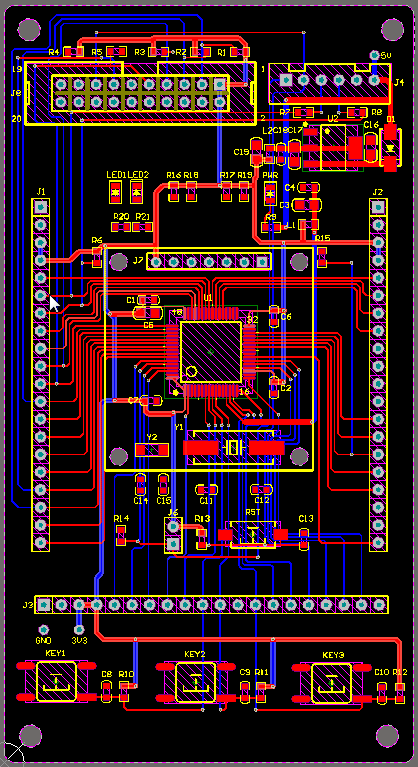 R4 R5 R3 R2 R1
5V
19 1
J8 J4
20 2
R7 R8
U2 C16 D1
L2 C18 C17
C19
LED1 LED2 R16 R18 R17 R19 PWR
C4
J1 C3 J2
R20 R21 R9 L1
R6 R15
J7
C1 U1
48
C5 32 C6
C2
C7 16
Y1
Y2
C14 C15 C11 C12
J6 RST
R14 R13 C13
J3
GND 3V3
KEY1 KEY2 KEY3
C8 R10 C9 R11 C10 R12